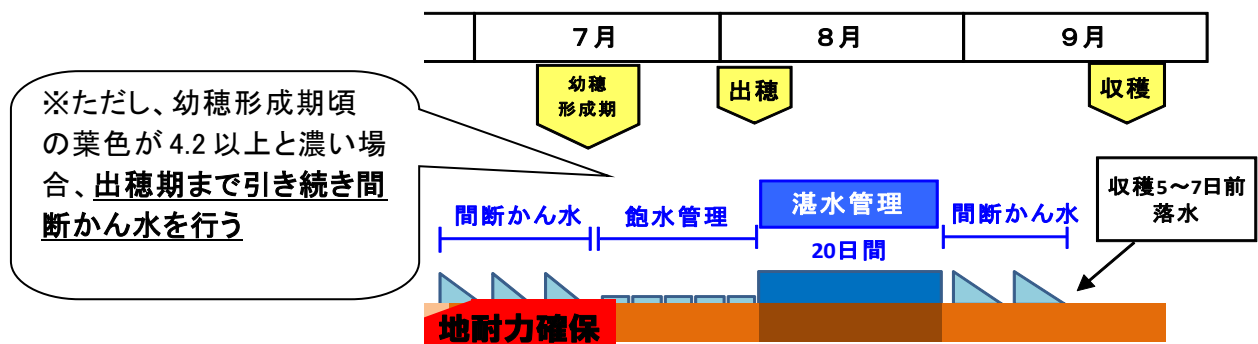 7月 8月 9月
幼穂
形成期
出穂
収穫
※ただし、幼穂形成期頃
の葉色が 4.2 以上と濃い場
合、出穂期まで引き続き間
断かん水を行う
収穫5～7日前
落水
間断かん水
飽水管理
湛水管理
間断かん水
20日間
地耐力確保